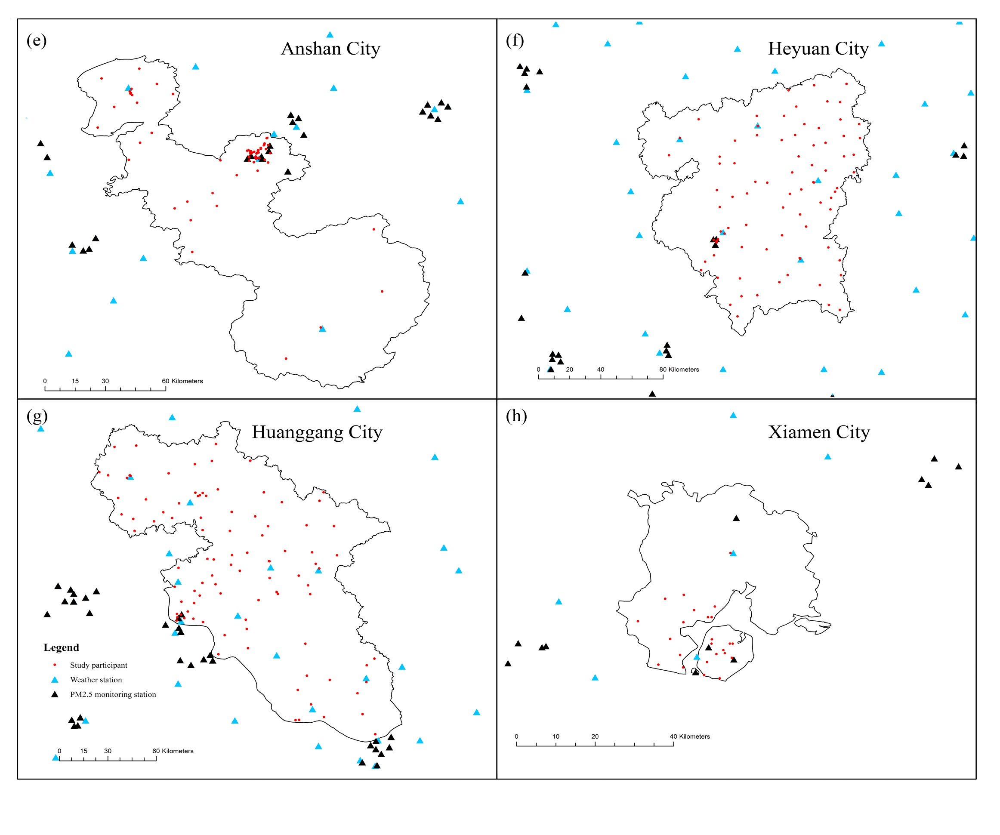 (e)
Anshan City
0 15 30 60 Kilometers
(f)
Heyuan City
0 20 40 80 Kilometers
(g)
Huanggang City
Legend
Study participant
Weather station
PM2.5 monitoring station
0 15 30 60 Kilometers
(h)
Xiamen City
0 10 20 40 Kilometers